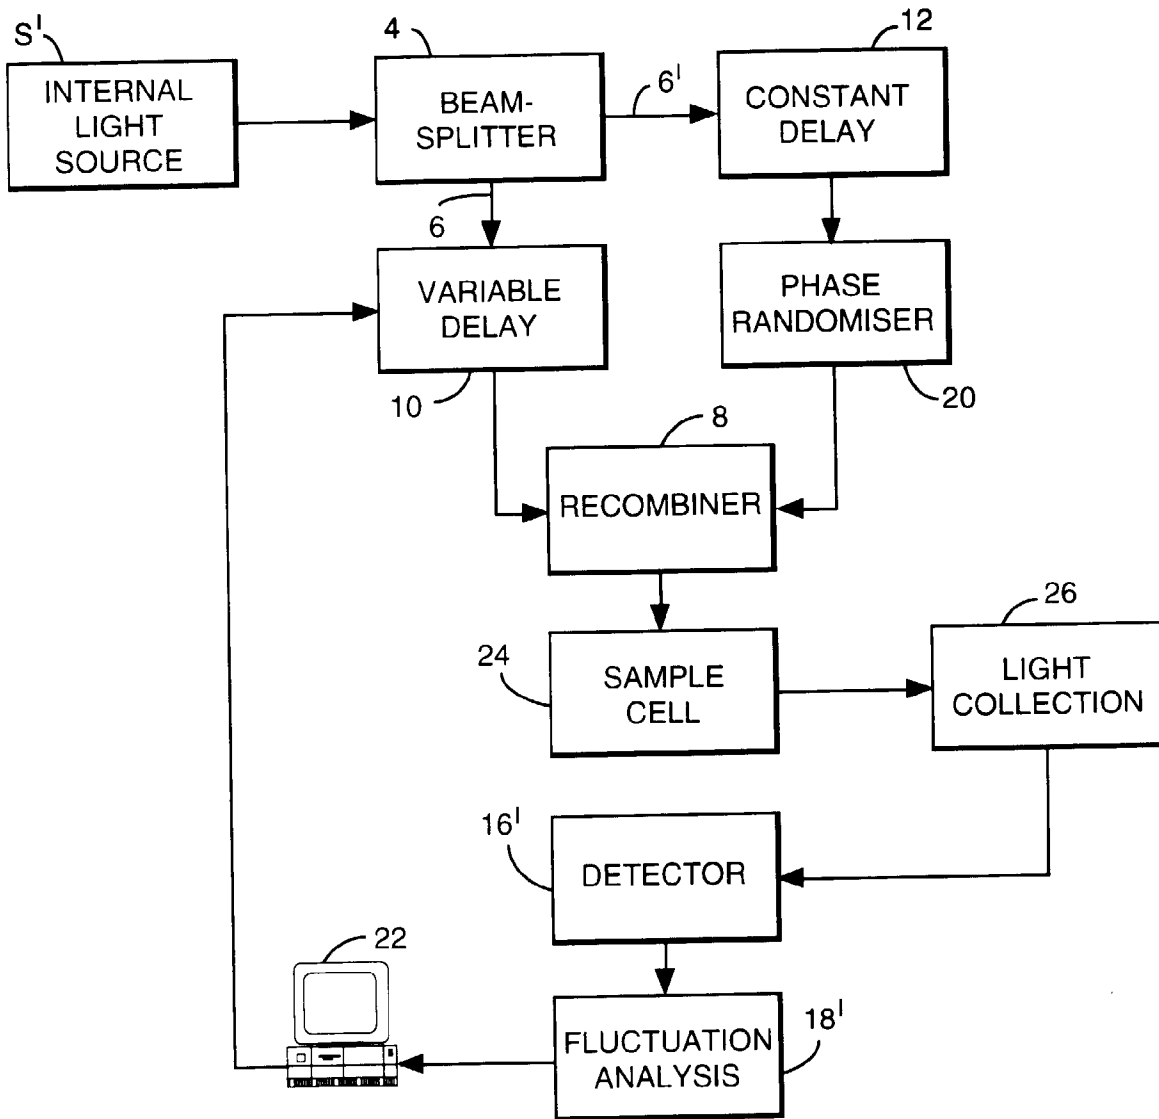 S'
4
12
INTERNAL
LIGHT
SOURCE
BEAM-
SPLITTER
6'
CONSTANT
DELAY
6
VARIABLE
DELAY
PHASE
RANDOMISER
10
20
8
RECOMBINER
26
24
SAMPLE
CELL
LIGHT
COLLECTION
16'
DETECTOR
22
FLUCTUATION
ANALYSIS
18'